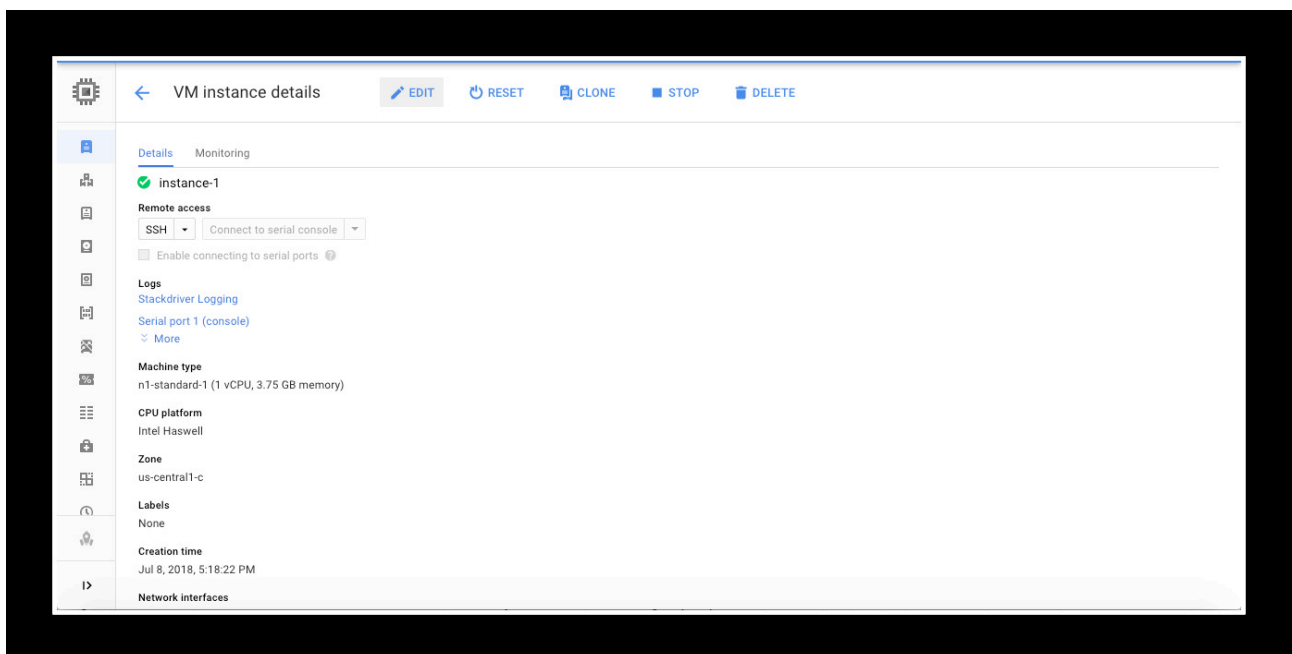 VM instance details EDIT RESET CLONE STOP DELETE
Details Monitoring
instance-1
Remote access
SSH Connect to serial console
Enable connecting to serial ports
Logs
Stackdriver Logging
Serial port 1 (console)
More
Machine type
n1-standard-1 (1 vCPU, 3.75 GB memory)
CPU platform
Intel Haswell
Zone
us-central1-c
Labels
None
Creation time
Jul 8, 2018, 5:18:22 PM
Network interfaces